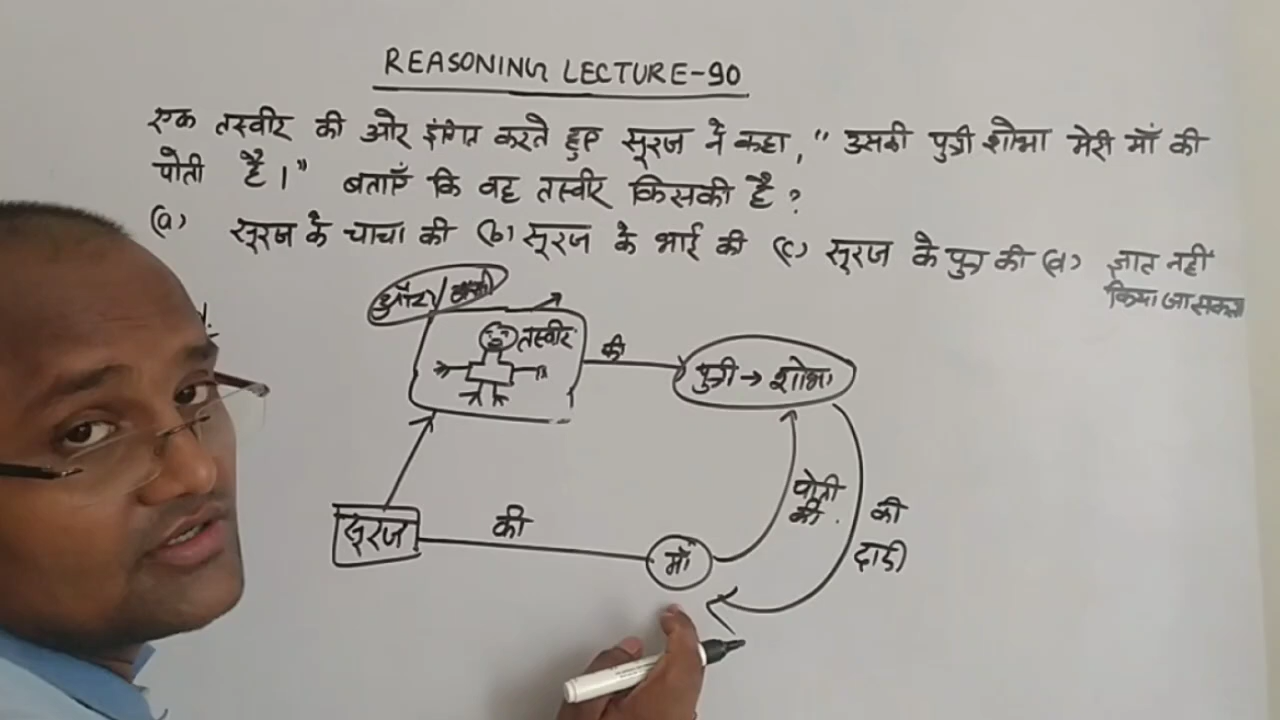 REASONING LECTURE-90
एक तस्वीर की ओर इंगित करते हुए सूरज ने कहा, "उसकी पुत्री शोभा मेरी माँ की
पोती है।" बताएँ कि वह तस्वीर किसकी है?
(a) सूरज के चाचा की (b) सूरज के भाई की (c) सूरज के पुत्र की (d) ज्ञात नहीं
किया जा सकता
तस्वीर
की
पुत्री → शोभा
पोती
की
की
दादी
सूरज
की
माँ